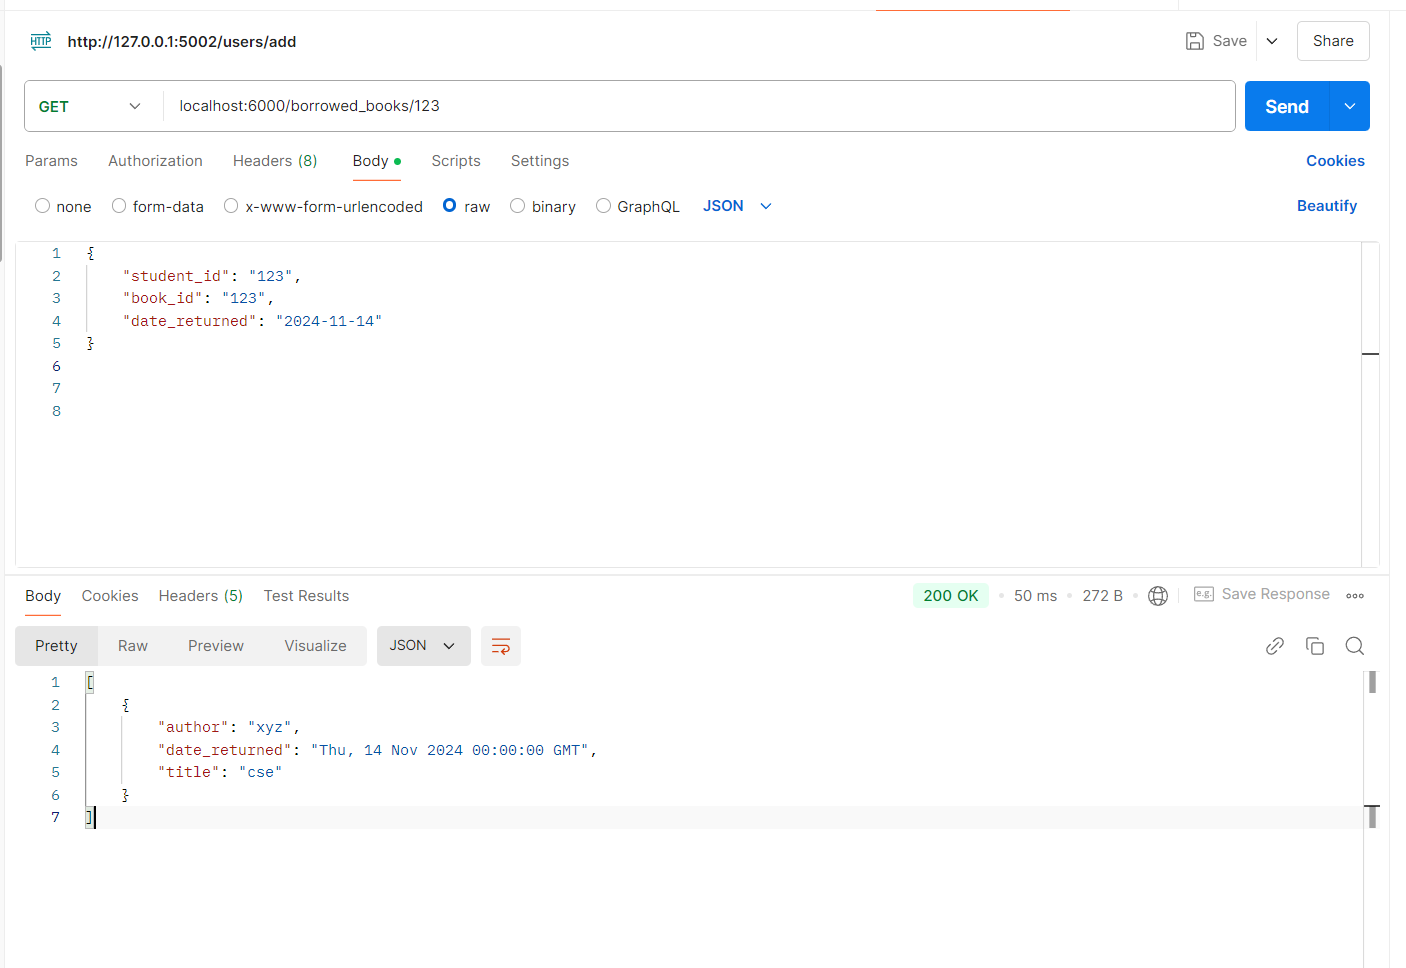 HTTP http://127.0.0.1:5002/users/add Save Share
GET localhost:6000/borrowed_books/123 Send
Params Authorization Headers (8) Body Scripts Settings Cookies
none form-data x-www-form-urlencoded raw binary GraphQL JSON Beautify
1 {
2 "student_id": "123",
3 "book_id": "123",
4 "date_returned": "2024-11-14"
5 }
6
7
8
Body Cookies Headers (5) Test Results 200 OK • 50 ms • 272 B • e.g. Save Response
Pretty Raw Preview Visualize JSON
1 [
2 {
3 "author": "xyz",
4 "date_returned": "Thu, 14 Nov 2024 00:00:00 GMT",
5 "title": "cse"
6 }
7 ]